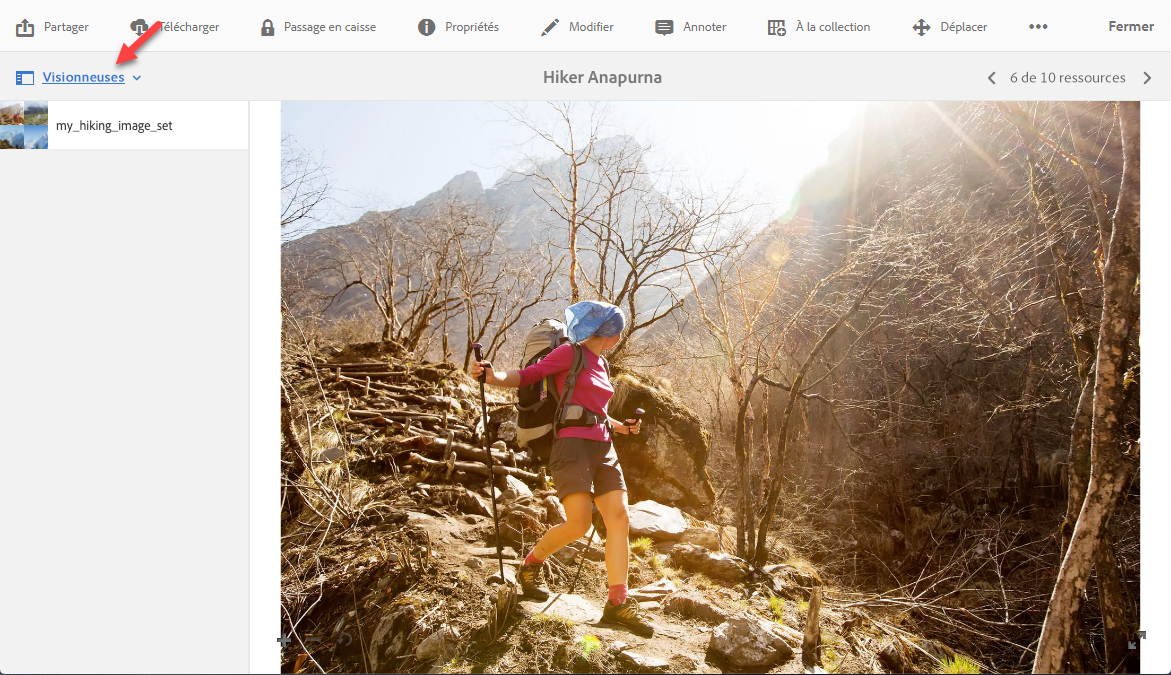 Partager Télécharger Passage en caisse Propriétés Modifier Annoter À la collection Déplacer ••• Fermer
Visionneuses Hiker Anapurna 6 de 10 ressources
my_hiking_image_set